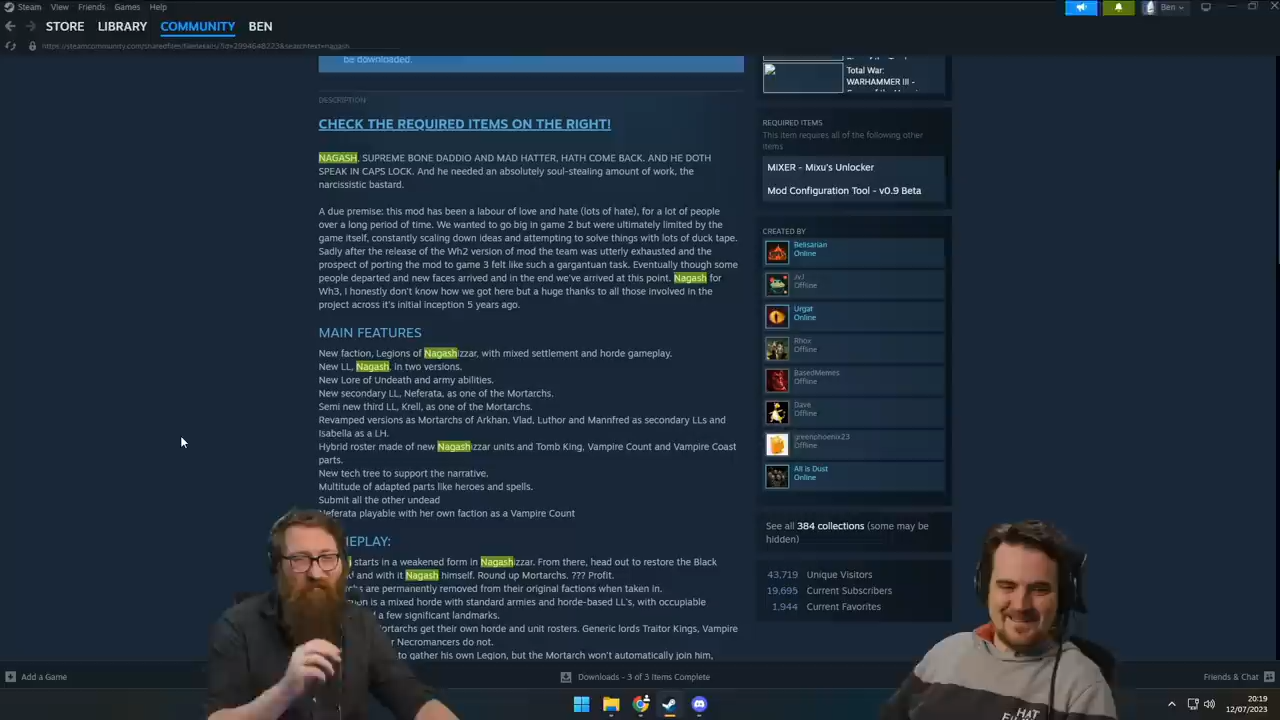 Steam View Friends Games Help
Ben
STORE LIBRARY COMMUNITY BEN
be downloaded.
Total War:
WARHAMMER III -
DESCRIPTION
CHECK THE REQUIRED ITEMS ON THE RIGHT!
NAGASH, SUPREME BONE DADDIO AND MAD HATTER, HATH COME BACK. AND HE DOTH
SPEAK IN CAPS LOCK. And he needed an absolutely soul-stealing amount of work, the
narcissistic bastard.
A due premise: this mod has been a labour of love and hate (lots of hate), for a lot of people
over a long period of time. We wanted to go big in game 2 but were ultimately limited by the
game itself, constantly scaling down ideas and attempting to solve things with lots of duck tape.
Sadly after the release of the Wh2 version of mod the team was utterly exhausted and the
prospect of porting the mod to game 3 felt like such a gargantuan task. Eventually though some
people departed and new faces arrived and in the end we've arrived at this point. Nagash for
Wh3, I honestly don't know how we got here but a huge thanks to all those involved in the
project across it's initial inception 5 years ago.
MAIN FEATURES
New faction, Legions of Nagashizzar, with mixed settlement and horde gameplay.
New LL, Nagash, in two versions.
New Lore of Undeath and army abilities.
New secondary LL, Neferata, as one of the Mortarchs.
Semi new third LL, Krell, as one of the Mortarchs.
Revamped versions as Mortarchs of Arkhan, Vlad, Luthor and Mannfred as secondary LLs and
Isabella as a LH.
Hybrid roster made of new Nagashizzar units and Tomb King, Vampire Count and Vampire Coast
parts.
New tech tree to support the narrative.
Multitude of adapted parts like heroes and spells.
Submit all the other undead
Neferata playable with her own faction as a Vampire Count
EPLAY:
starts in a weakened form in Nagashizzar. From there, head out to restore the Black
and with it Nagash himself. Round up Mortarchs. ??? Profit.
rchs are permanently removed from their original factions when taken in.
on is a mixed horde with standard armies and horde-based LL's, with occupiable
f a few significant landmarks.
ortarchs get their own horde and unit rosters. Generic lords Traitor Kings, Vampire
r Necromancers do not.
to gather his own Legion, but the Mortarch won't automatically join him,
REQUIRED ITEMS
This item requires all of the following other
items
MIXER - Mixu's Unlocker
Mod Configuration Tool - v0.9 Beta
CREATED BY
Belisarian
Online
Offline
Urgat
Online
Rhox
Offline
BasedMemes
Offline
Dave
Offline
greenphoenix23
Offline
All is Dust
Online
See all 384 collections (some may be
hidden)
43,719 Unique Visitors
19,695 Current Subscribers
1,944 Current Favorites
Add a Game
Downloads - 3 of 3 Items Complete
Friends & Chat
20:19
12/07/2023
HAT